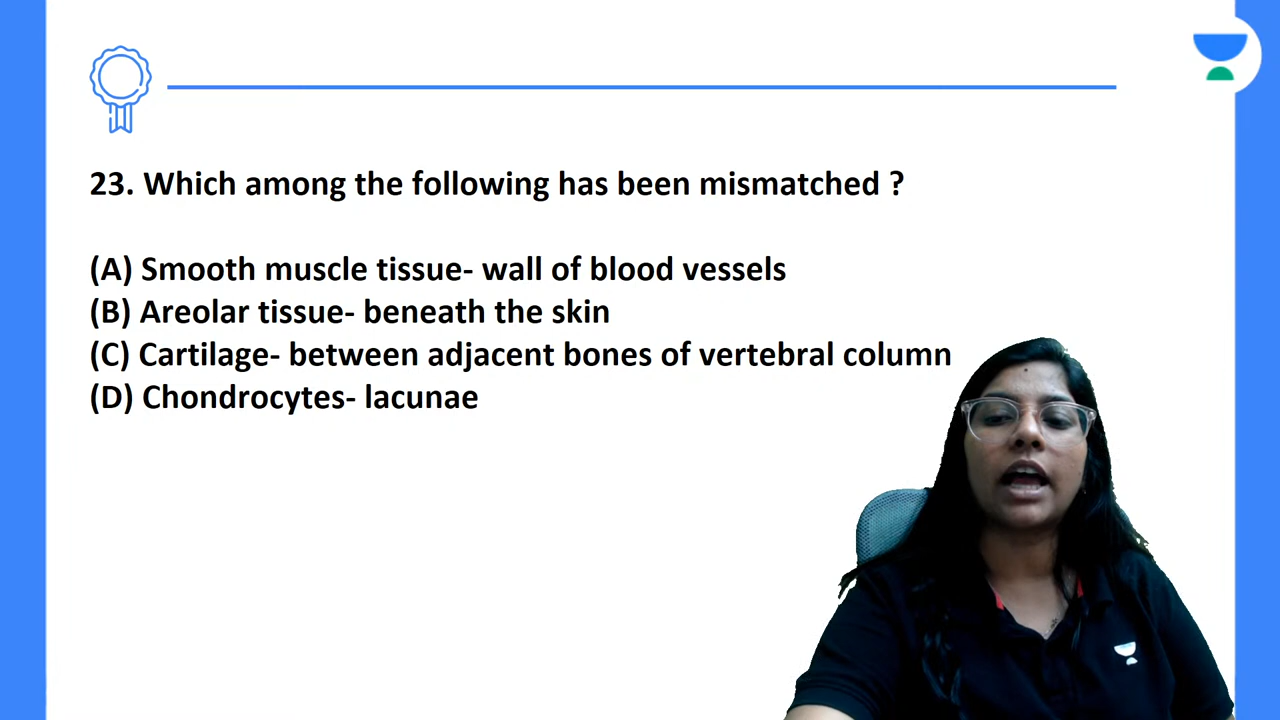 23. Which among the following has been mismatched ?
(A) Smooth muscle tissue- wall of blood vessels
(B) Areolar tissue- beneath the skin
(C) Cartilage- between adjacent bones of vertebral column
(D) Chondrocytes- lacunae